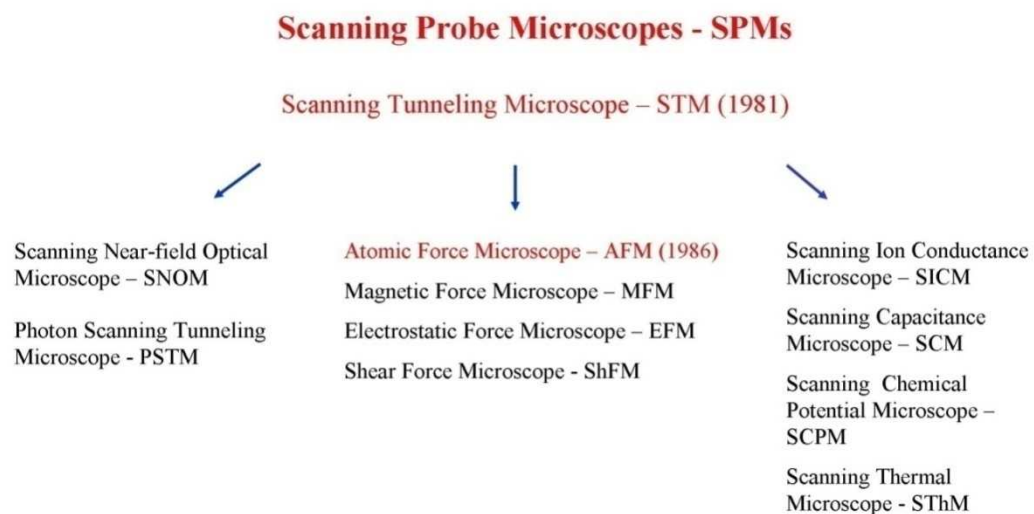 Scanning Probe Microscopes - SPMs
Scanning Tunneling Microscope – STM (1981)
Scanning Near-field Optical
Microscope – SNOM
Photon Scanning Tunneling
Microscope - PSTM
Atomic Force Microscope – AFM (1986)
Magnetic Force Microscope – MFM
Electrostatic Force Microscope – EFM
Shear Force Microscope - ShFM
Scanning Ion Conductance
Microscope – SICM
Scanning Capacitance
Microscope – SCM
Scanning  Chemical
Potential Microscope –
SCPM
Scanning Thermal
Microscope - SThM